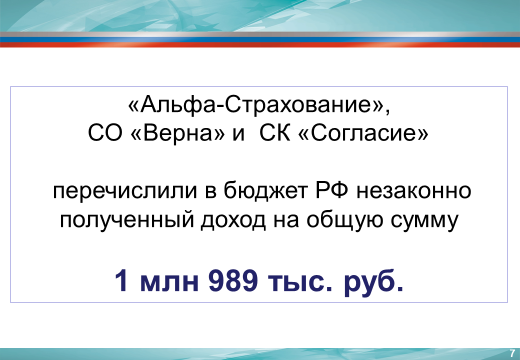 «Альфа-Страхование»,
СО «Верна» и СК «Согласие»
перечислили в бюджет РФ незаконно
полученный доход на общую сумму
1 млн 989 тыс. руб.
7